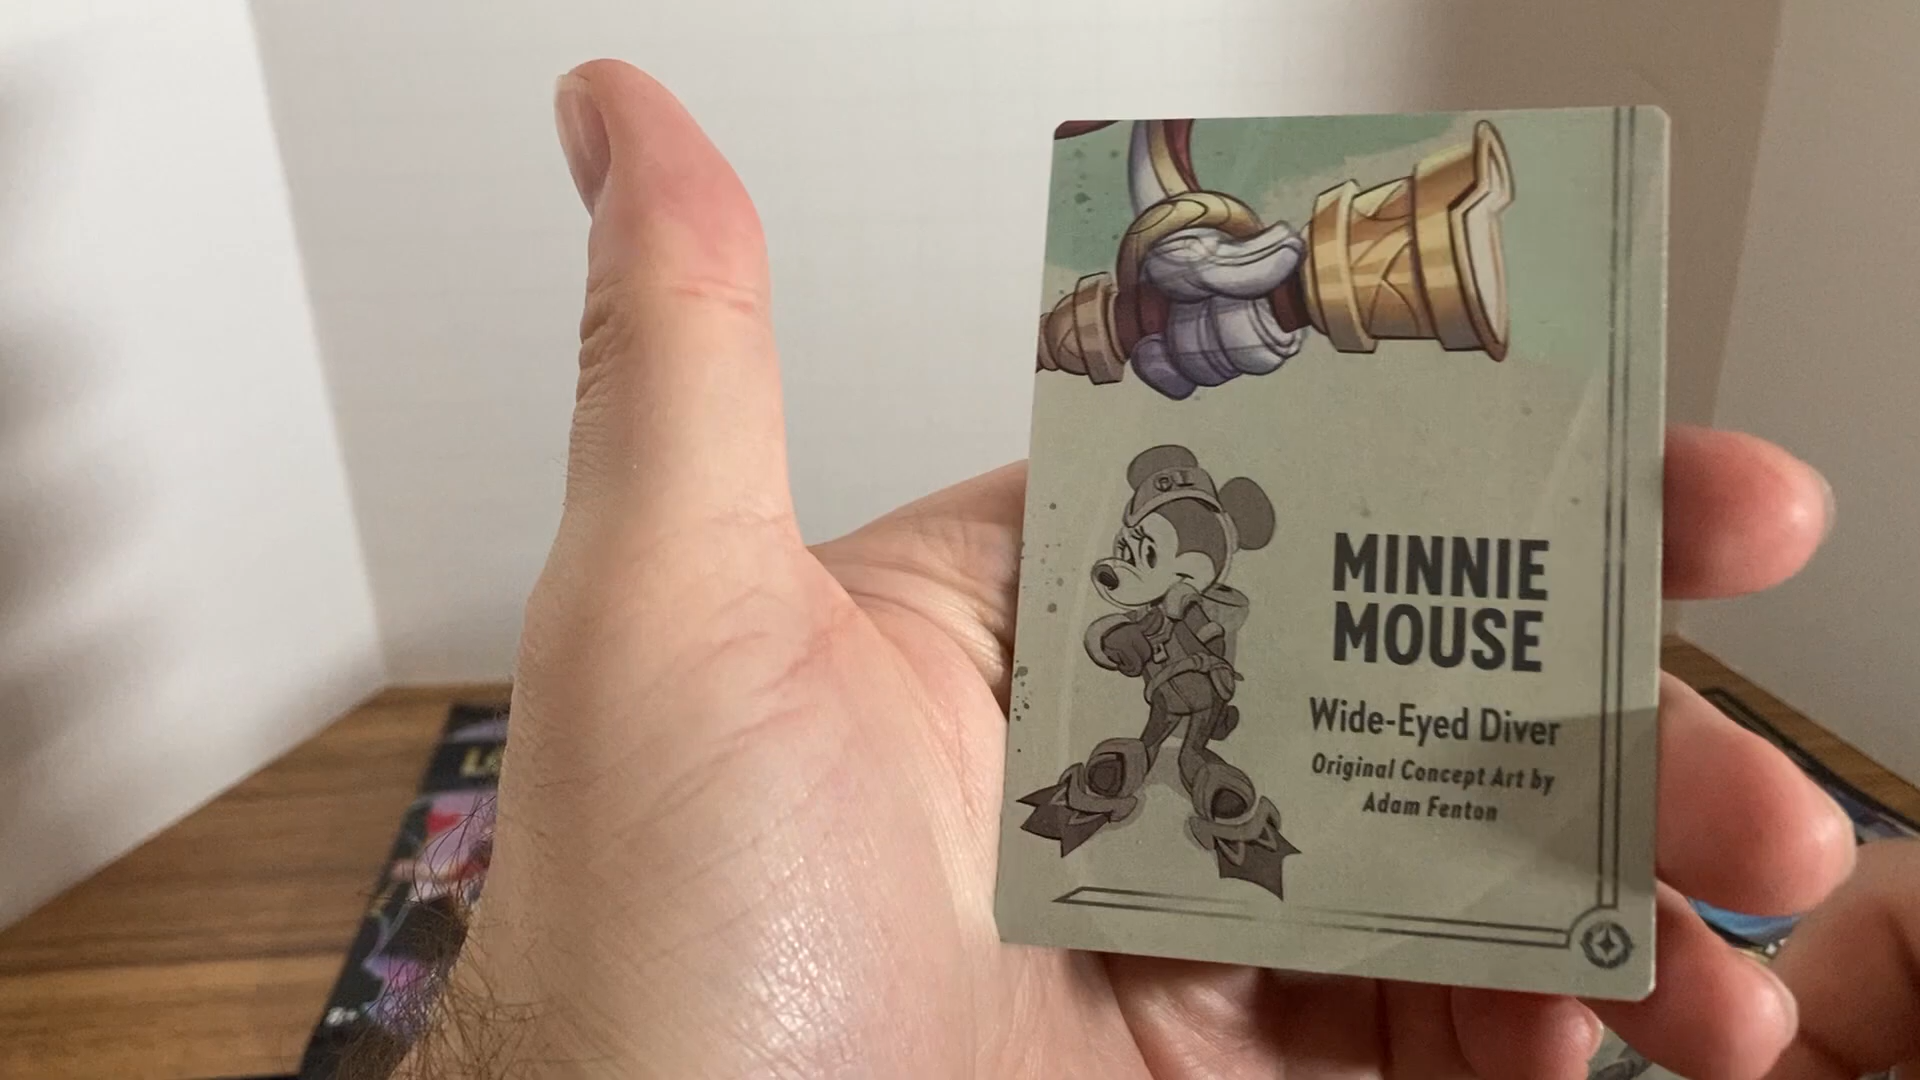 MINNIE
MOUSE
Wide-Eyed Diver
Original Concept Art by
Adam Fenton